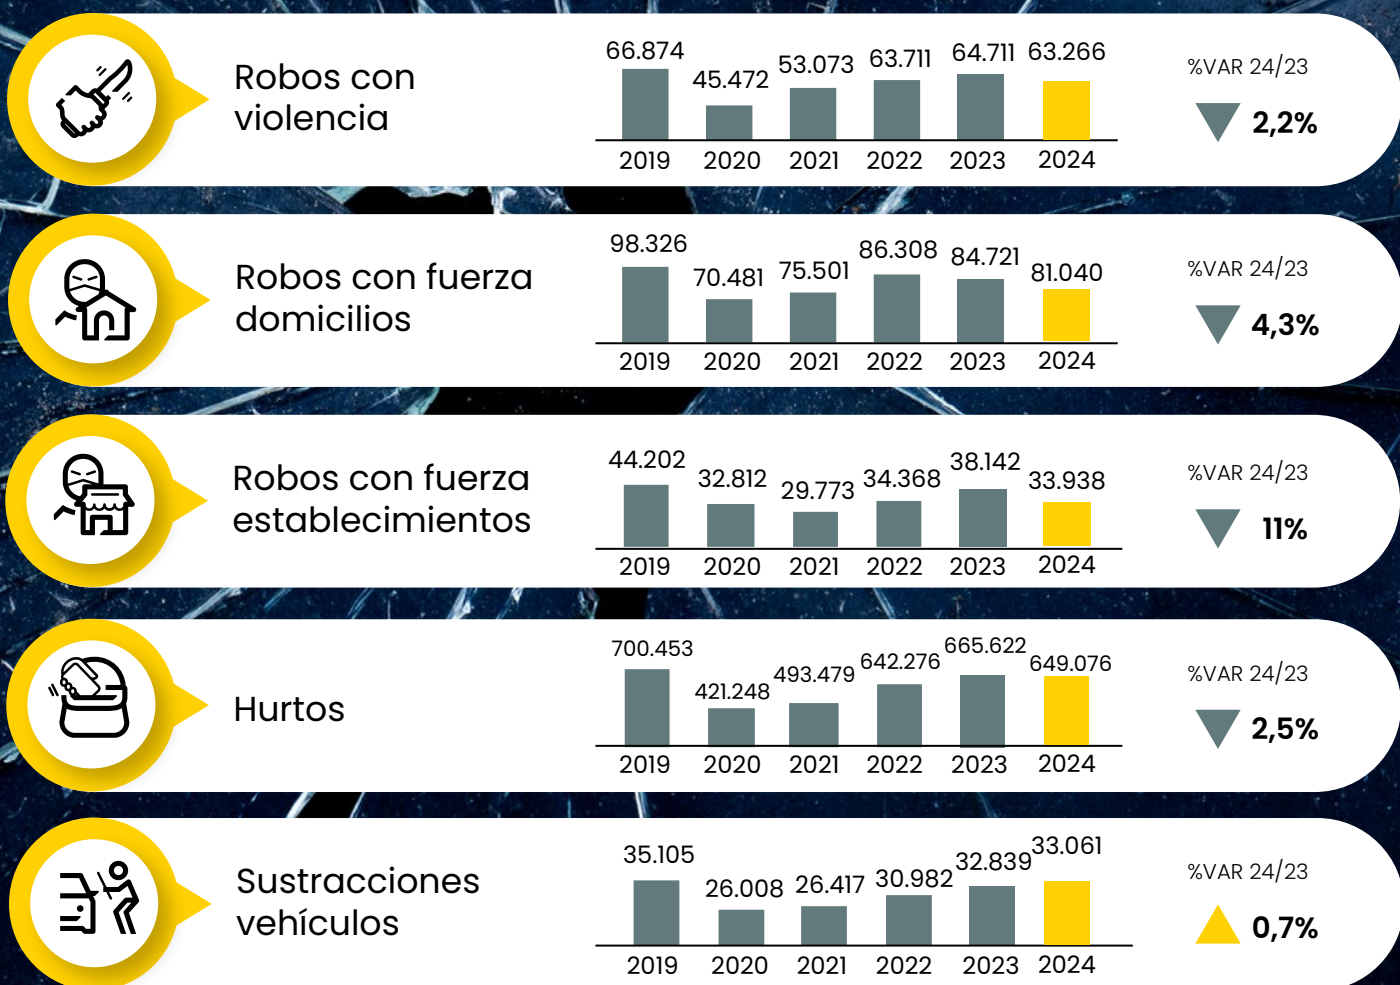 Robos con
violencia
66.874 45.472 53.073 63.711 64.711 63.266
2019 2020 2021 2022 2023 2024
%VAR 24/23
2,2%
Robos con fuerza
domicilios
98.326 70.481 75.501 86.308 84.721 81.040
2019 2020 2021 2022 2023 2024
%VAR 24/23
4,3%
Robos con fuerza
establecimientos
44.202 32.812 29.773 34.368 38.142 33.938
2019 2020 2021 2022 2023 2024
%VAR 24/23
11%
Hurtos
700.453 421.248 493.479 642.276 665.622 649.076
2019 2020 2021 2022 2023 2024
%VAR 24/23
2,5%
Sustracciones
vehículos
35.105 26.008 26.417 30.982 32.839 33.061
2019 2020 2021 2022 2023 2024
%VAR 24/23
0,7%